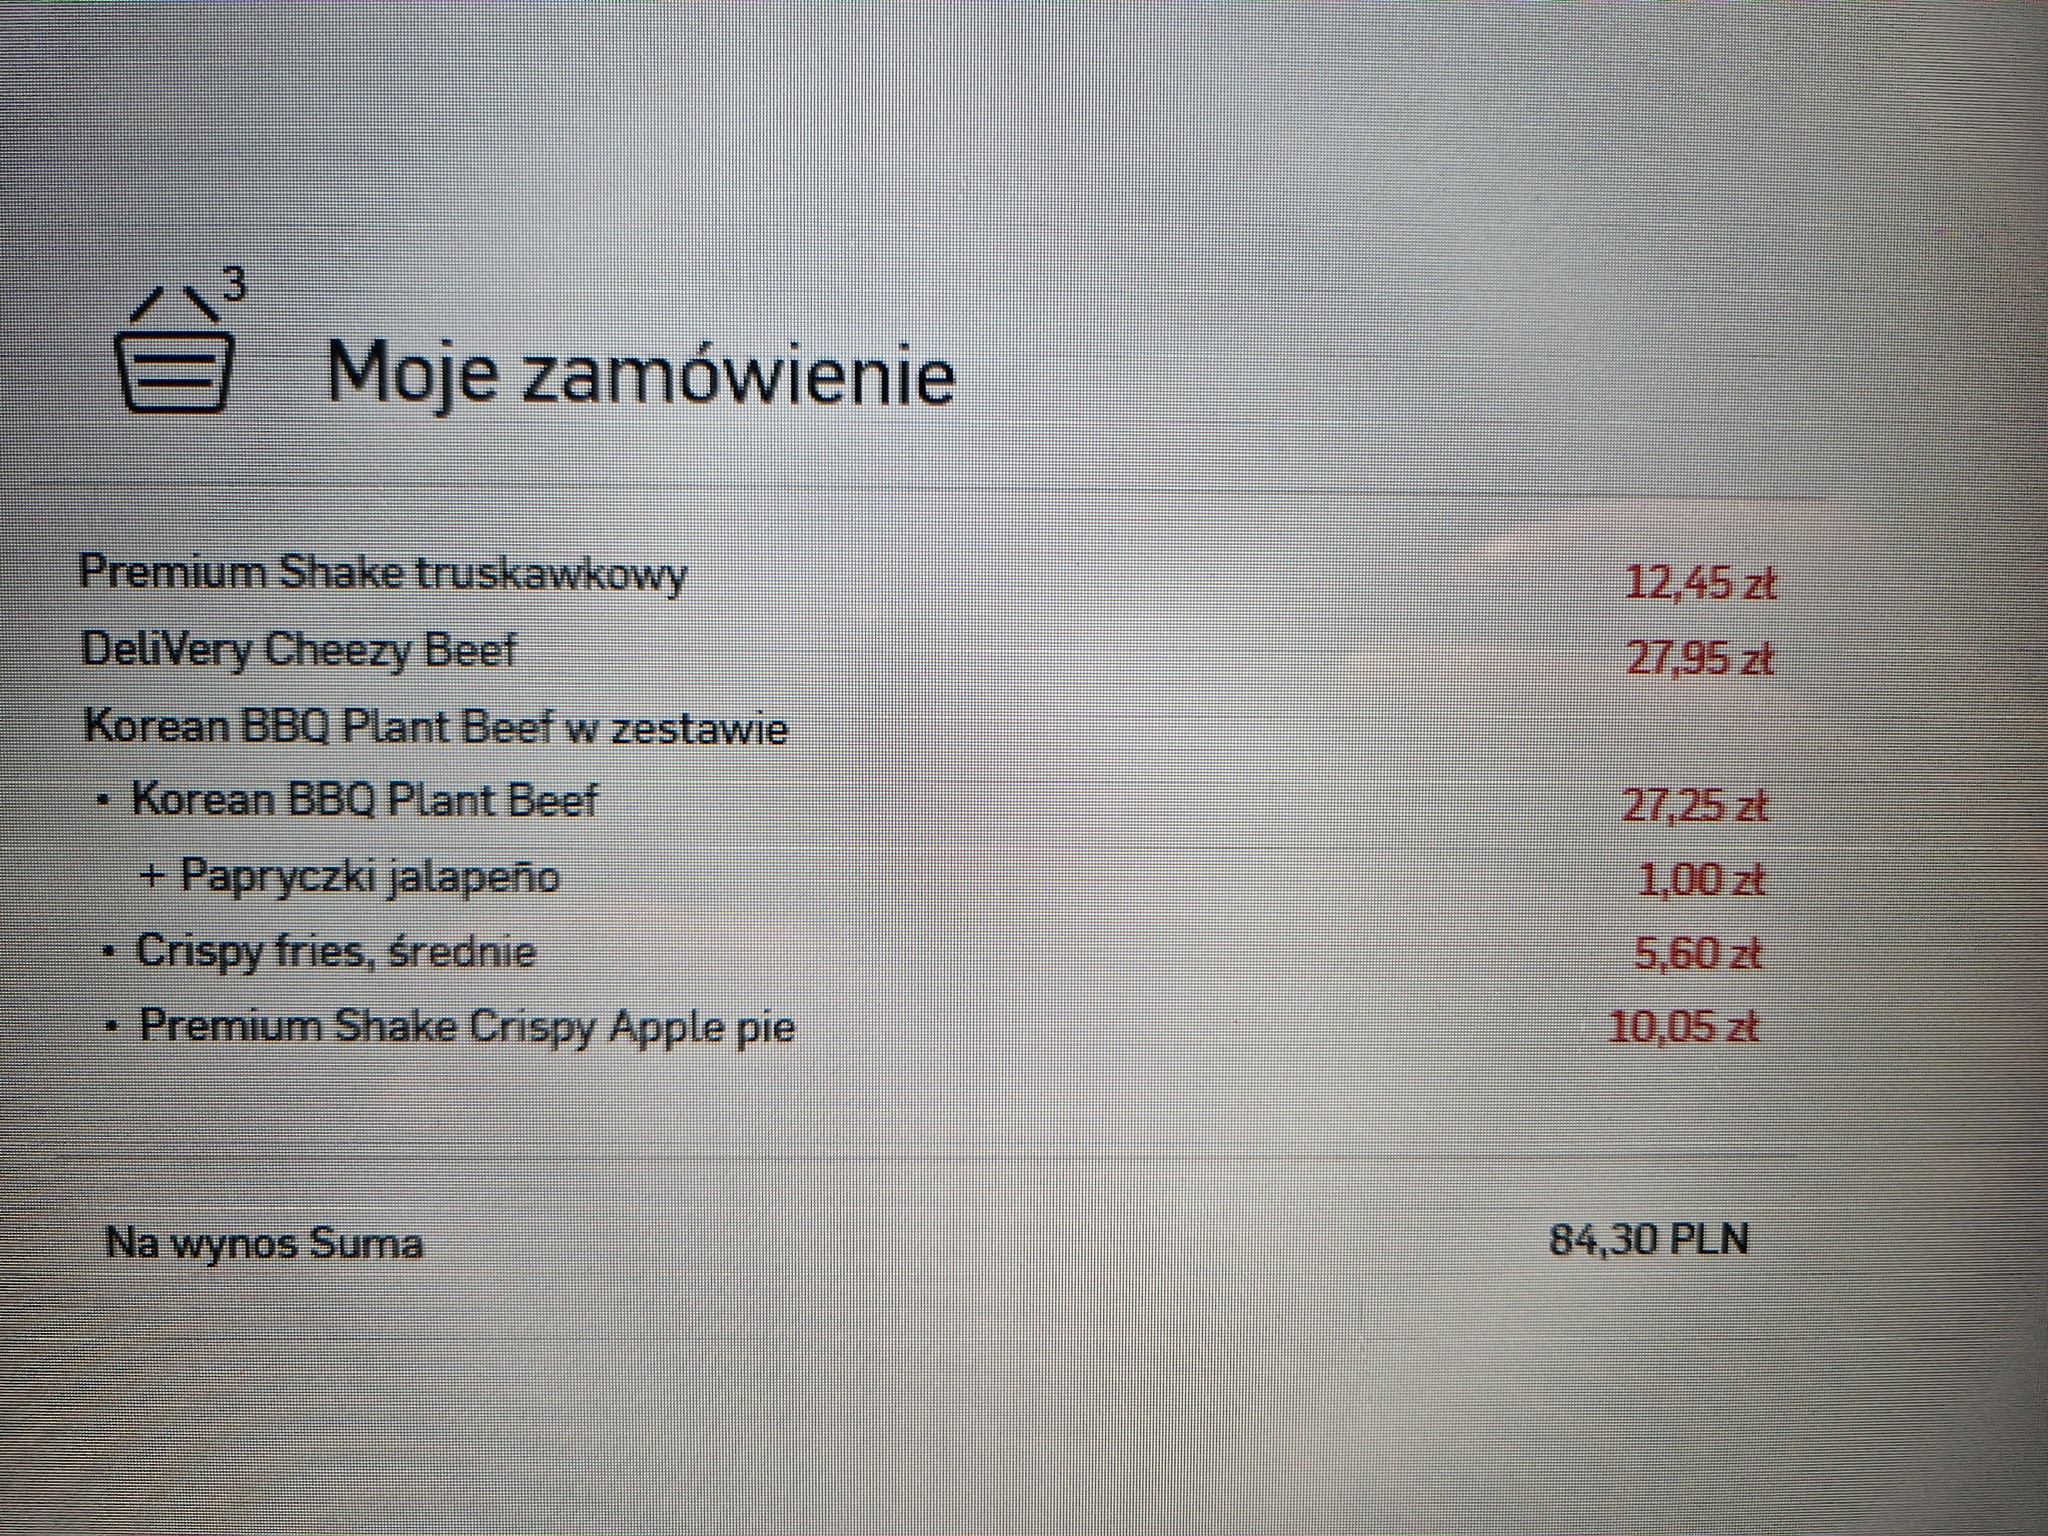 3
Moje zamówienie
Premium Shake truskawkowy 12,45 zł
DeliVery Cheezy Beef 27,95 zł
Korean BBQ Plant Beef w zestawie
• Korean BBQ Plant Beef 27,25 zł
+ Papryczki jalapeño 1,00 zł
• Crispy fries, średnie 5,60 zł
• Premium Shake Crispy Apple pie 10,05 zł
Na wynos Suma 84,30 PLN